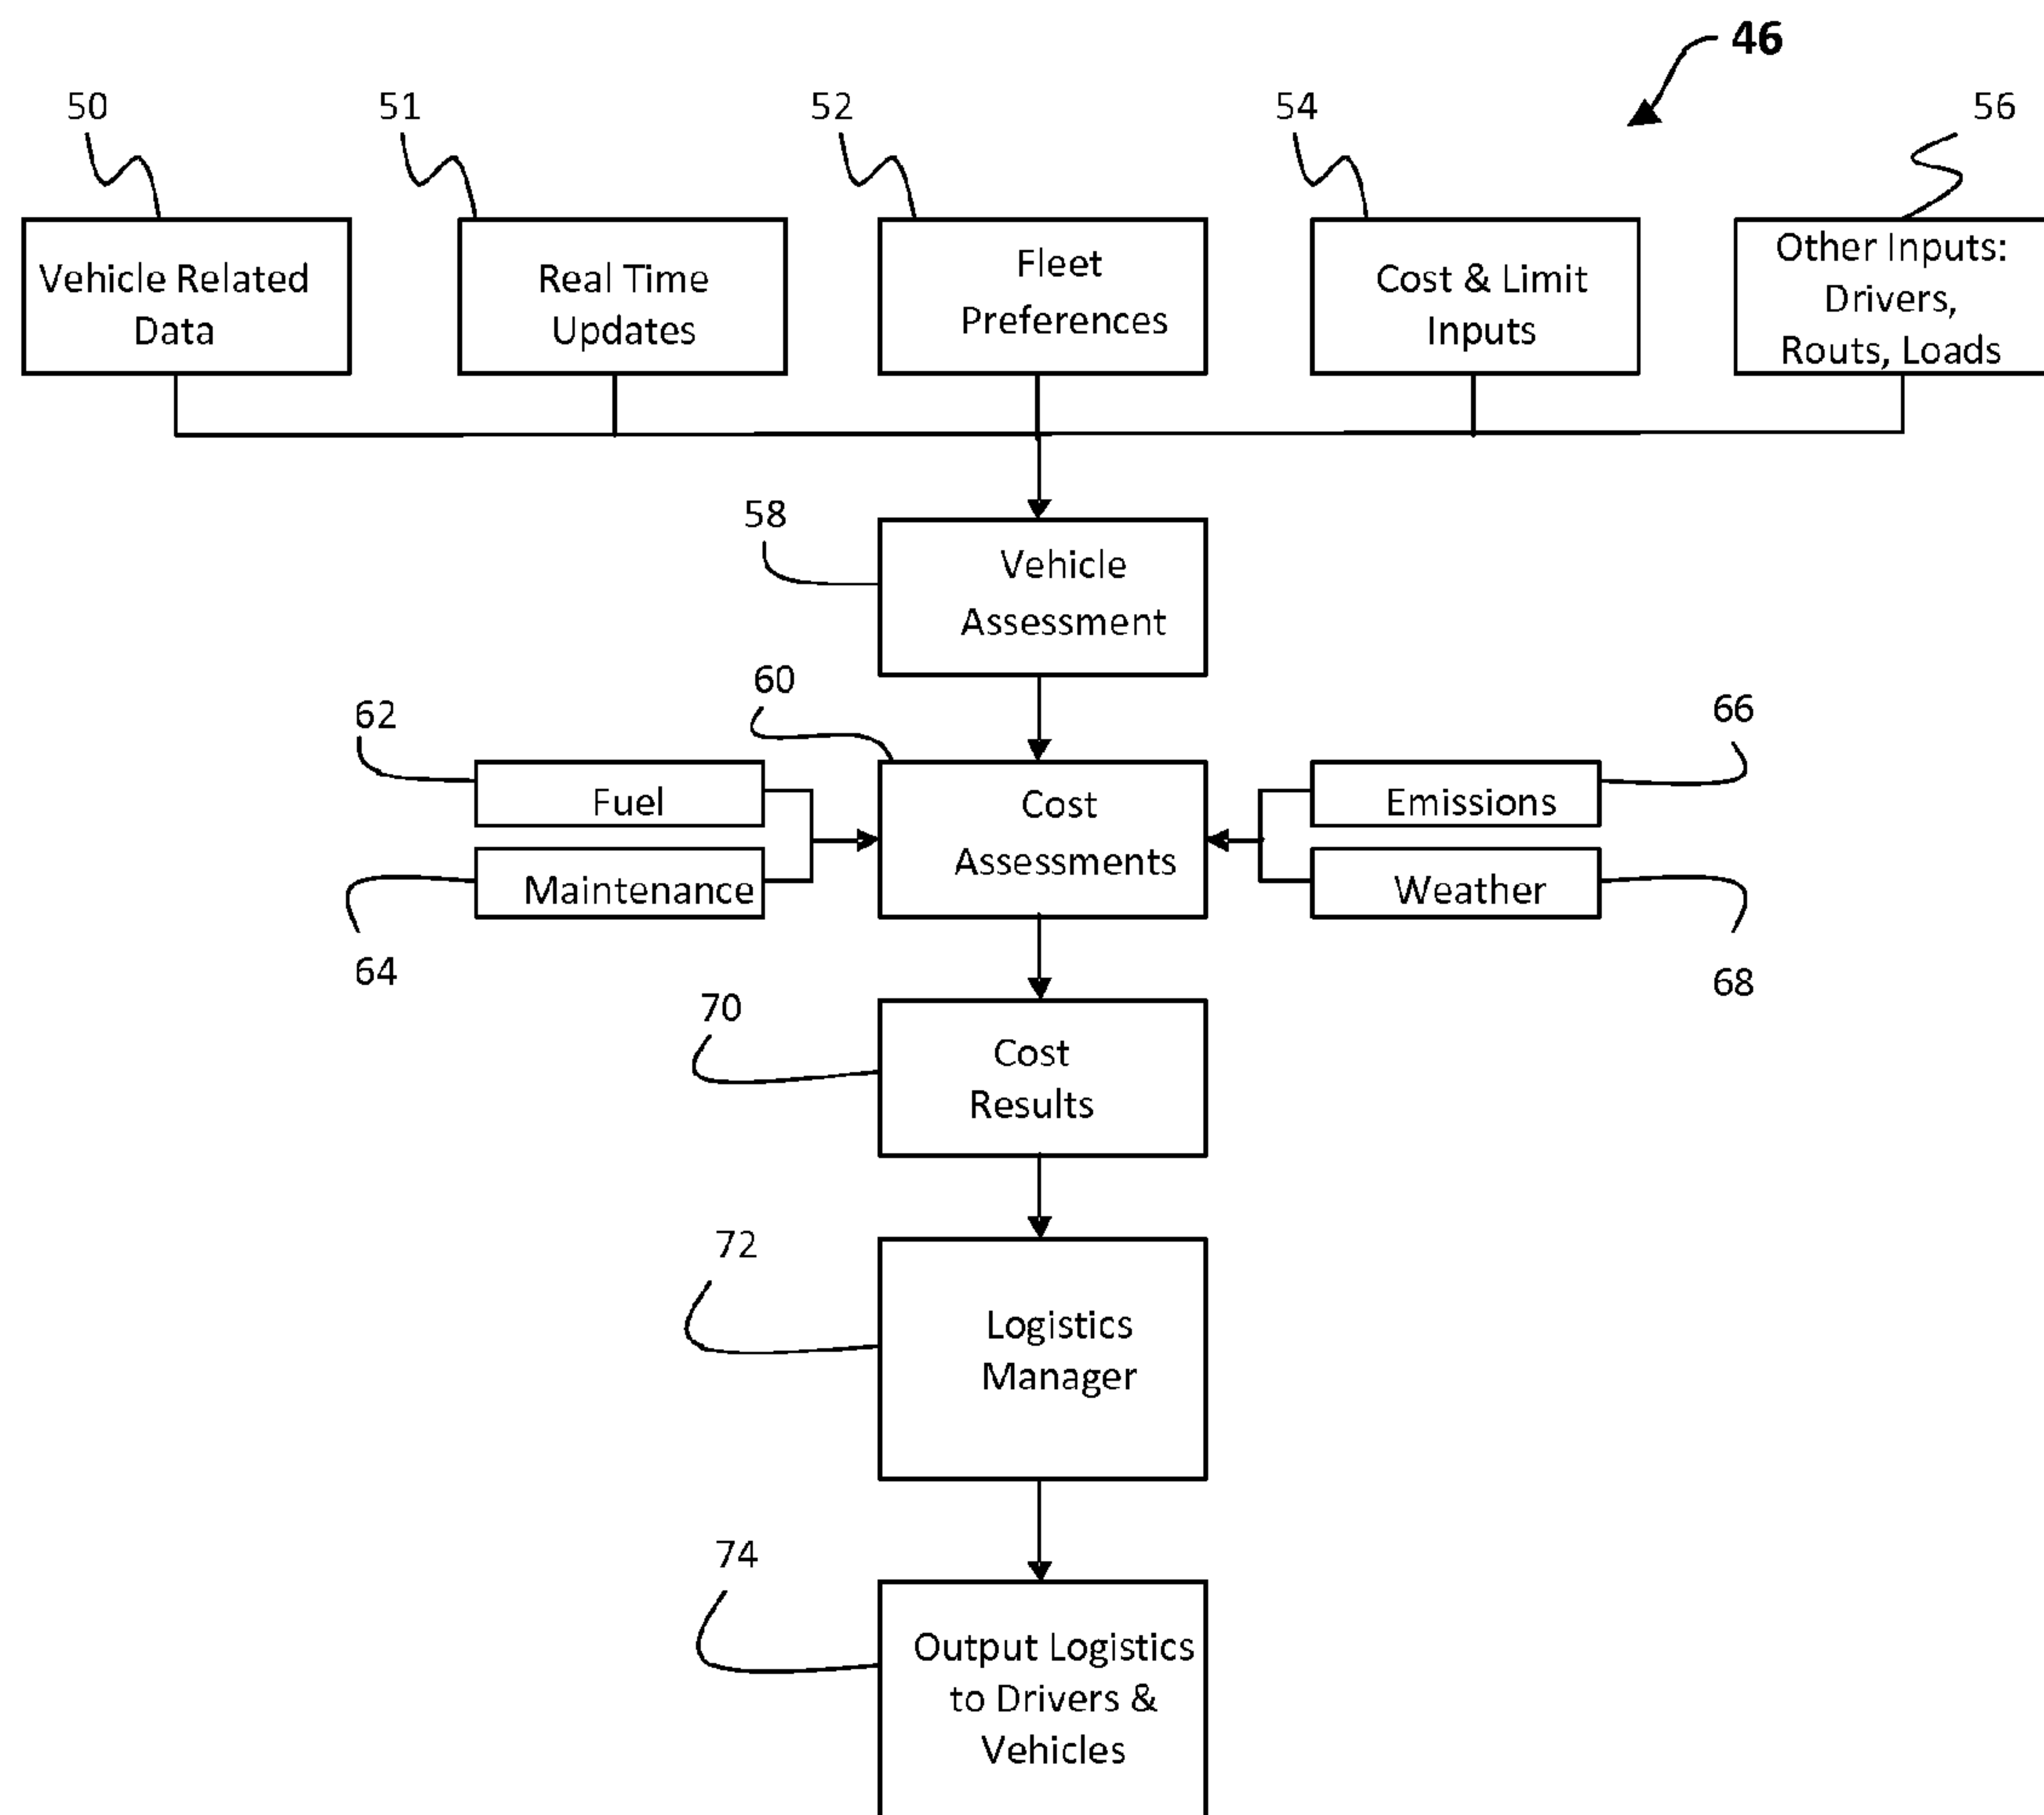 46
50
51
52
54
56
Vehicle Related
Data
Real Time
Updates
Fleet
Preferences
Cost & Limit
Inputs
Other Inputs:
Drivers,
Routs, Loads
58
Vehicle
Assessment
60
62
Fuel
Maintenance
64
Cost
Assessments
66
Emissions
Weather
68
70
Cost
Results
72
Logistics
Manager
74
Output Logistics
to Drivers &
Vehicles